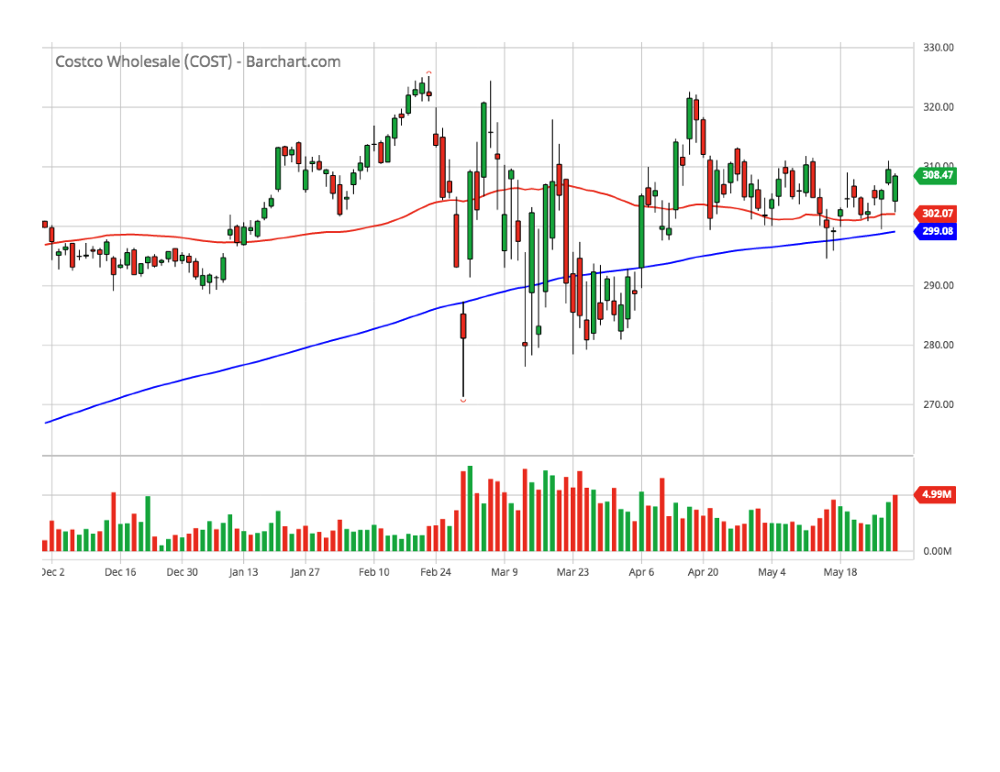 330.00
Costco Wholesale (COST) - Barchart.com
320.00
308.47
302.07
299.08
290.00
280.00
270.00
4.99M
0.00M
Dec 2 Dec 16 Dec 30 Jan 13 Jan 27 Feb 10 Feb 24 Mar 9 Mar 23 Apr 6 Apr 20 May 4 May 18